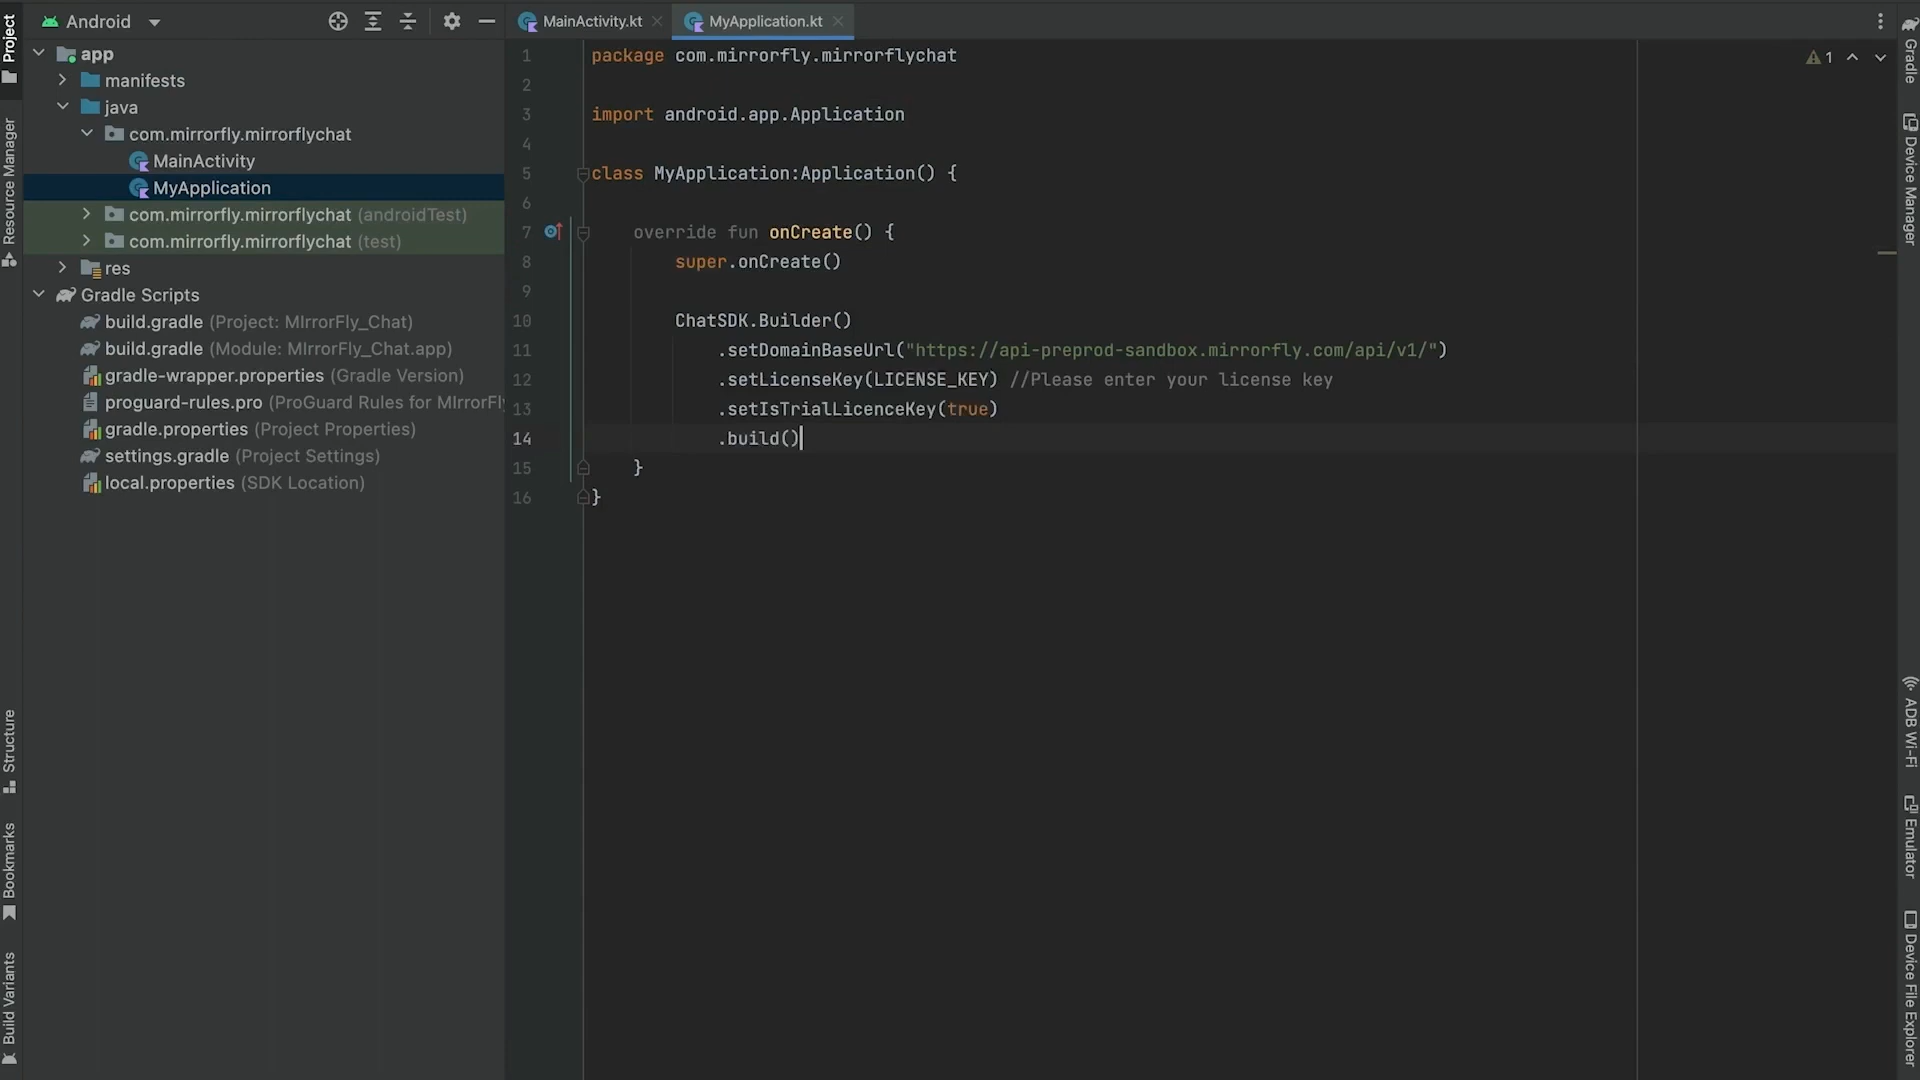 Project
Resource Manager
Structure
Bookmarks
Build Variants
Android
app
manifests
java
com.mirrorfly.mirrorflychat
MainActivity
MyApplication
com.mirrorfly.mirrorflychat (androidTest)
com.mirrorfly.mirrorflychat (test)
res
Gradle Scripts
build.gradle (Project: MIrrorFly_Chat)
build.gradle (Module: MIrrorFly_Chat.app)
gradle-wrapper.properties (Gradle Version)
proguard-rules.pro (ProGuard Rules for MIrrorFly
gradle.properties (Project Properties)
settings.gradle (Project Settings)
local.properties (SDK Location)
MainActivity.kt
MyApplication.kt
1 package com.mirrorfly.mirrorflychat
2
3 import android.app.Application
4
5 class MyApplication:Application() {
6
7 override fun onCreate() {
8 super.onCreate()
9
10 ChatSDK.Builder()
11 .setDomainBaseUrl("https://api-preprod-sandbox.mirrorfly.com/api/v1/")
12 .setLicenseKey(LICENSE_KEY) //Please enter your license key
13 .setIsTrialLicenceKey(true)
14 .build()
15 }
16 }
1
Gradle
Device Manager
ADB Wi-Fi
Emulator
Device File Explorer